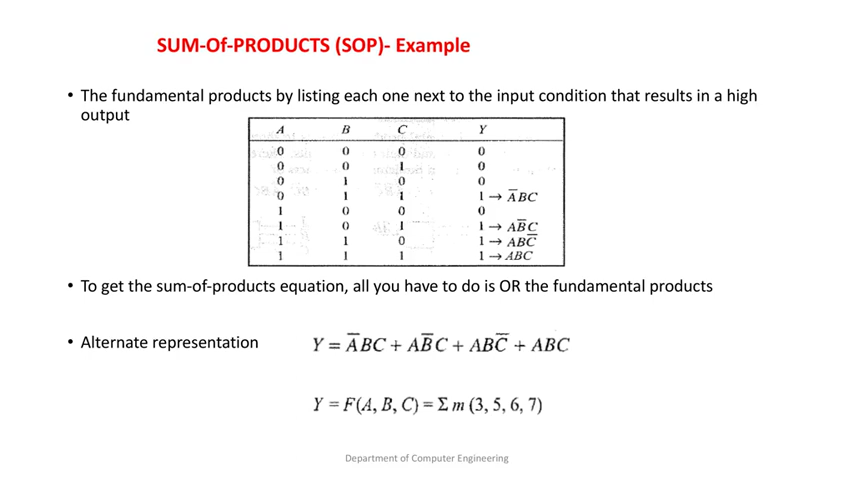 SUM-Of-PRODUCTS (SOP)- Example
• The fundamental products by listing each one next to the input condition that results in a high
output
A B C Y
0 0 0 0
0 0 1 0
0 1 0 0
0 1 1 1 → A̅BC
1 0 0 0
1 0 1 1 → AB̅C
1 1 0 1 → ABC̅
1 1 1 1 → ABC
• To get the sum-of-products equation, all you have to do is OR the fundamental products
• Alternate representation
Y = A̅BC + AB̅C + ABC̅ + ABC
Y = F(A, B, C) = Σ m (3, 5, 6, 7)
Department of Computer Engineering